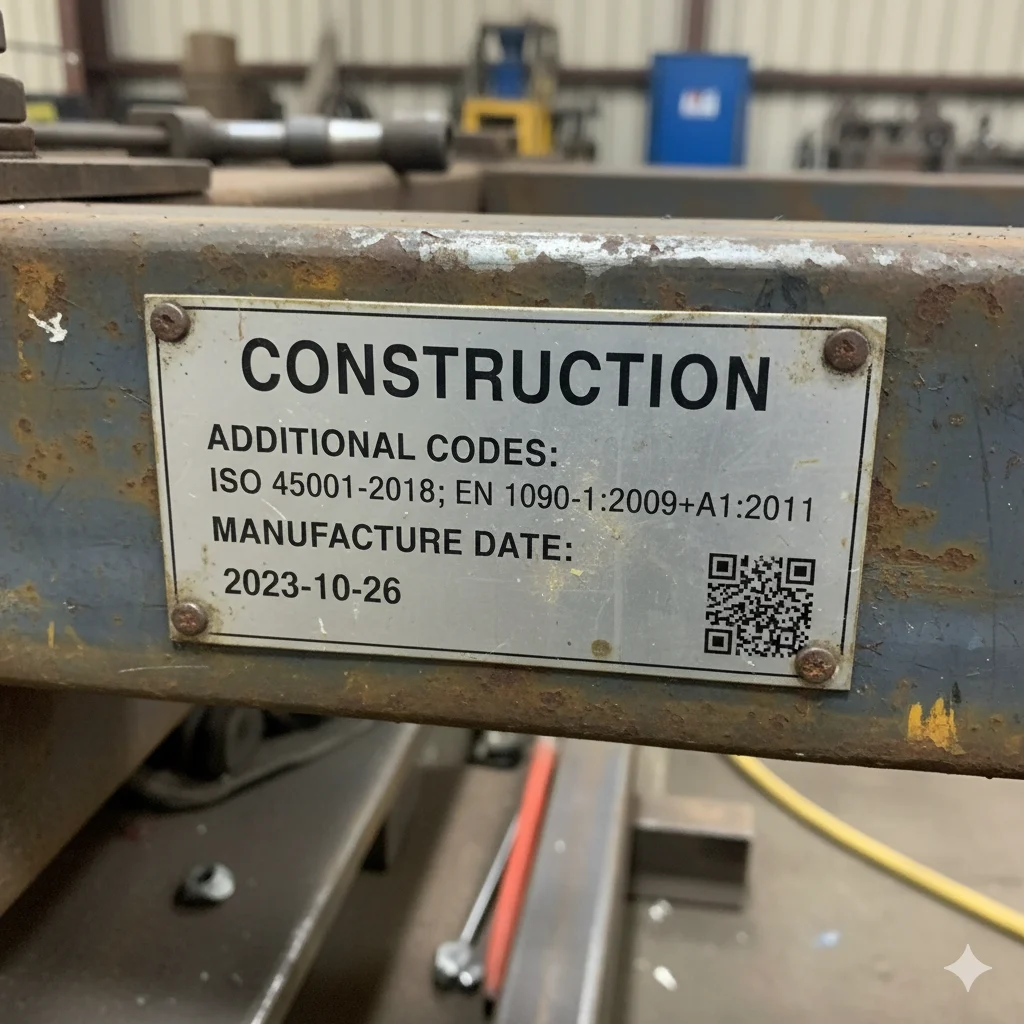 CONSTRUCTION
ADDITIONAL CODES:
ISO 45001-2018; EN 1090-1:2009+A1:2011
MANUFACTURE DATE:
2023-10-26